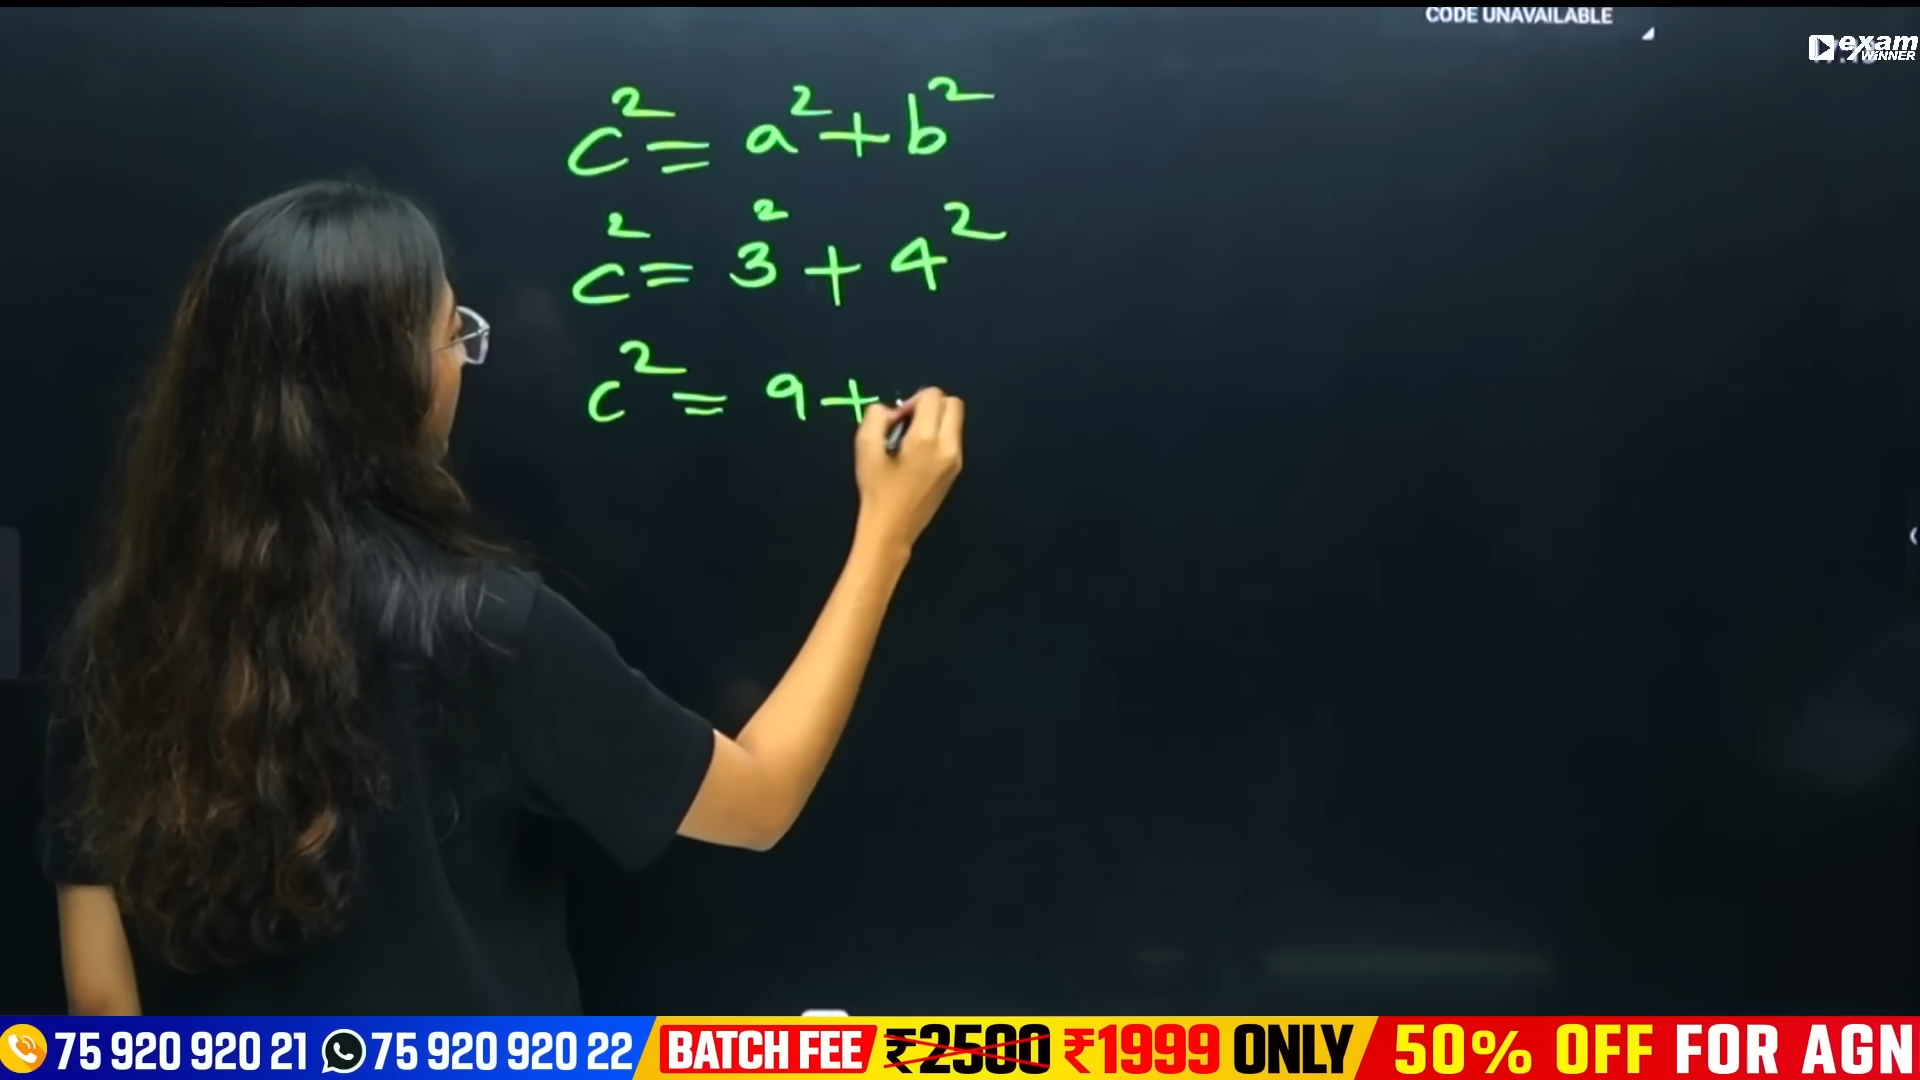 CODE UNAVAILABLE
exam
WINNER
c² = a² + b²
c² = 3² + 4²
c² = 9 +
75 920 920 21 75 920 920 22 BATCH FEE ₹2500 ₹1999 ONLY 50% OFF FOR AGN